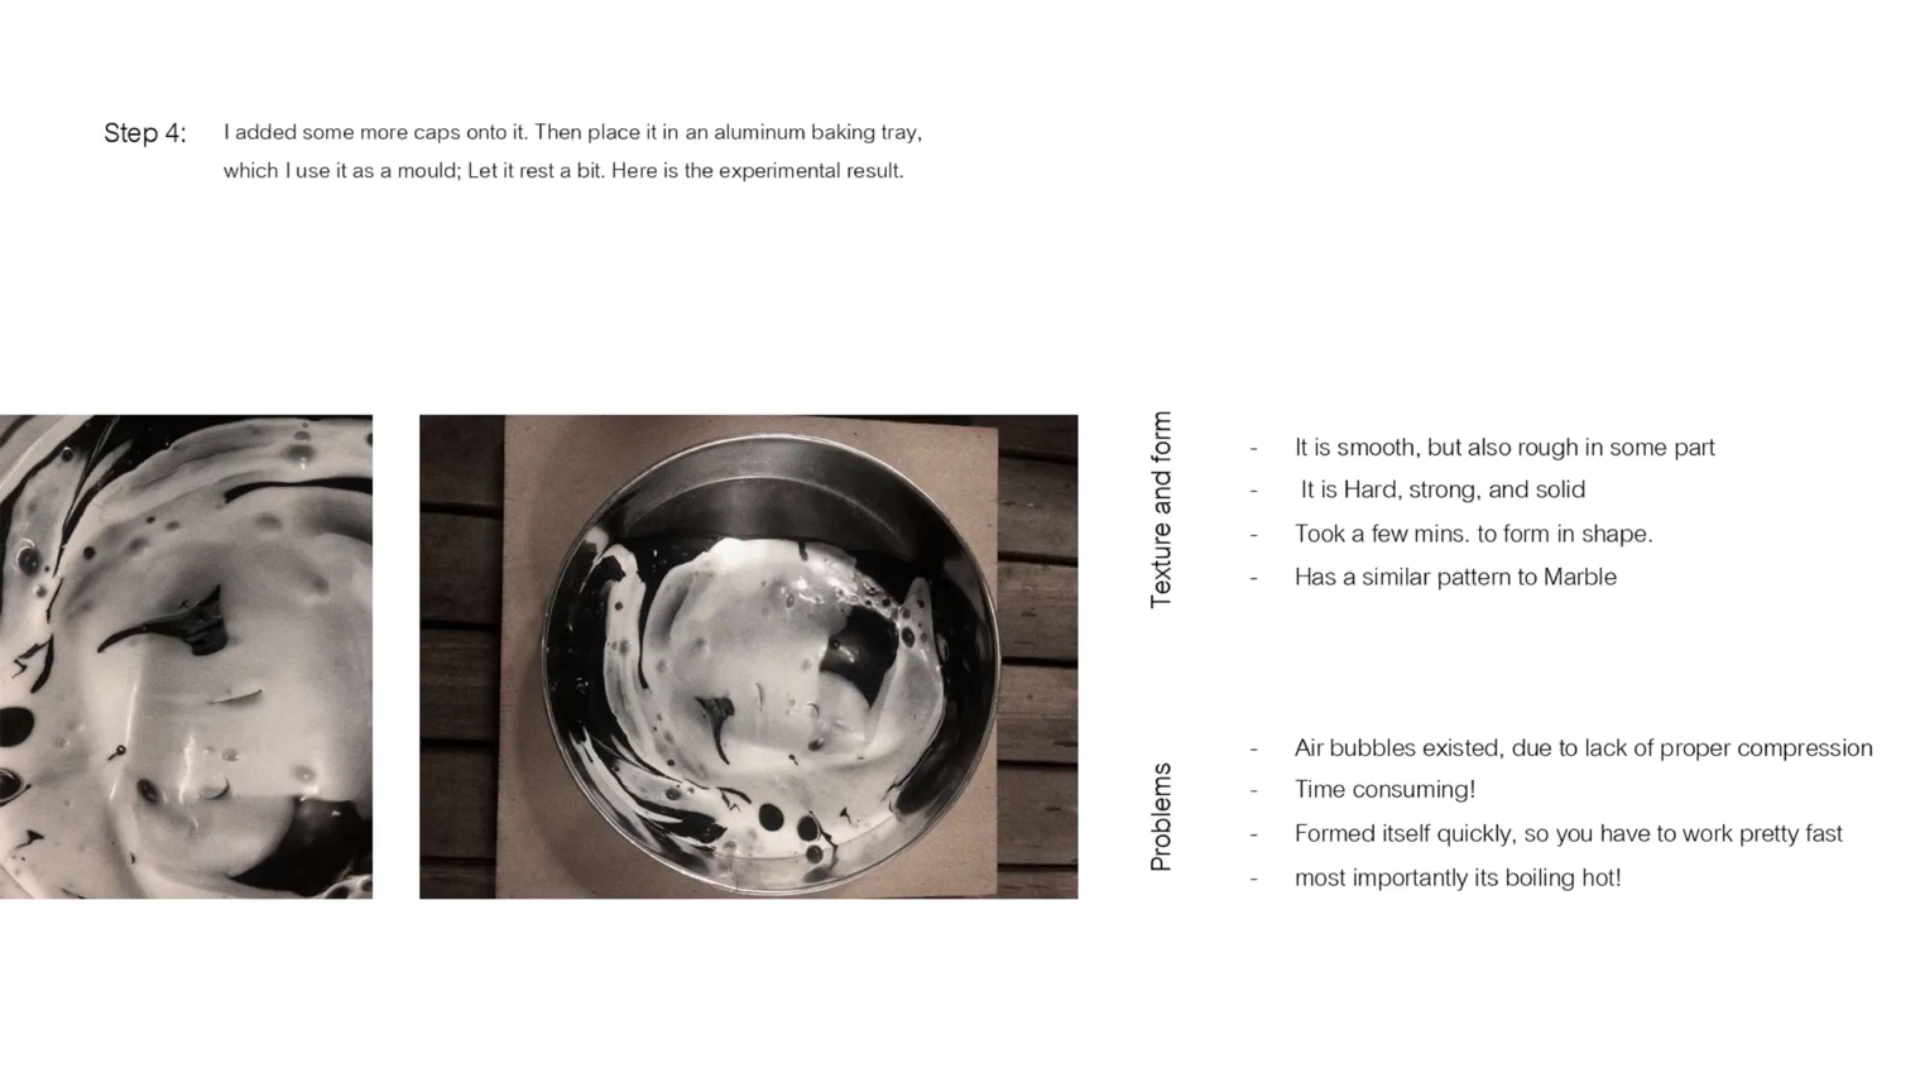 Step 4:
I added some more caps onto it. Then place it in an aluminum baking tray,
which I use it as a mould; Let it rest a bit. Here is the experimental result.
Texture and form
- It is smooth, but also rough in some part
- It is Hard, strong, and solid
- Took a few mins. to form in shape.
- Has a similar pattern to Marble
Problems
- Air bubbles existed, due to lack of proper compression
- Time consuming!
- Formed itself quickly, so you have to work pretty fast
- most importantly its boiling hot!